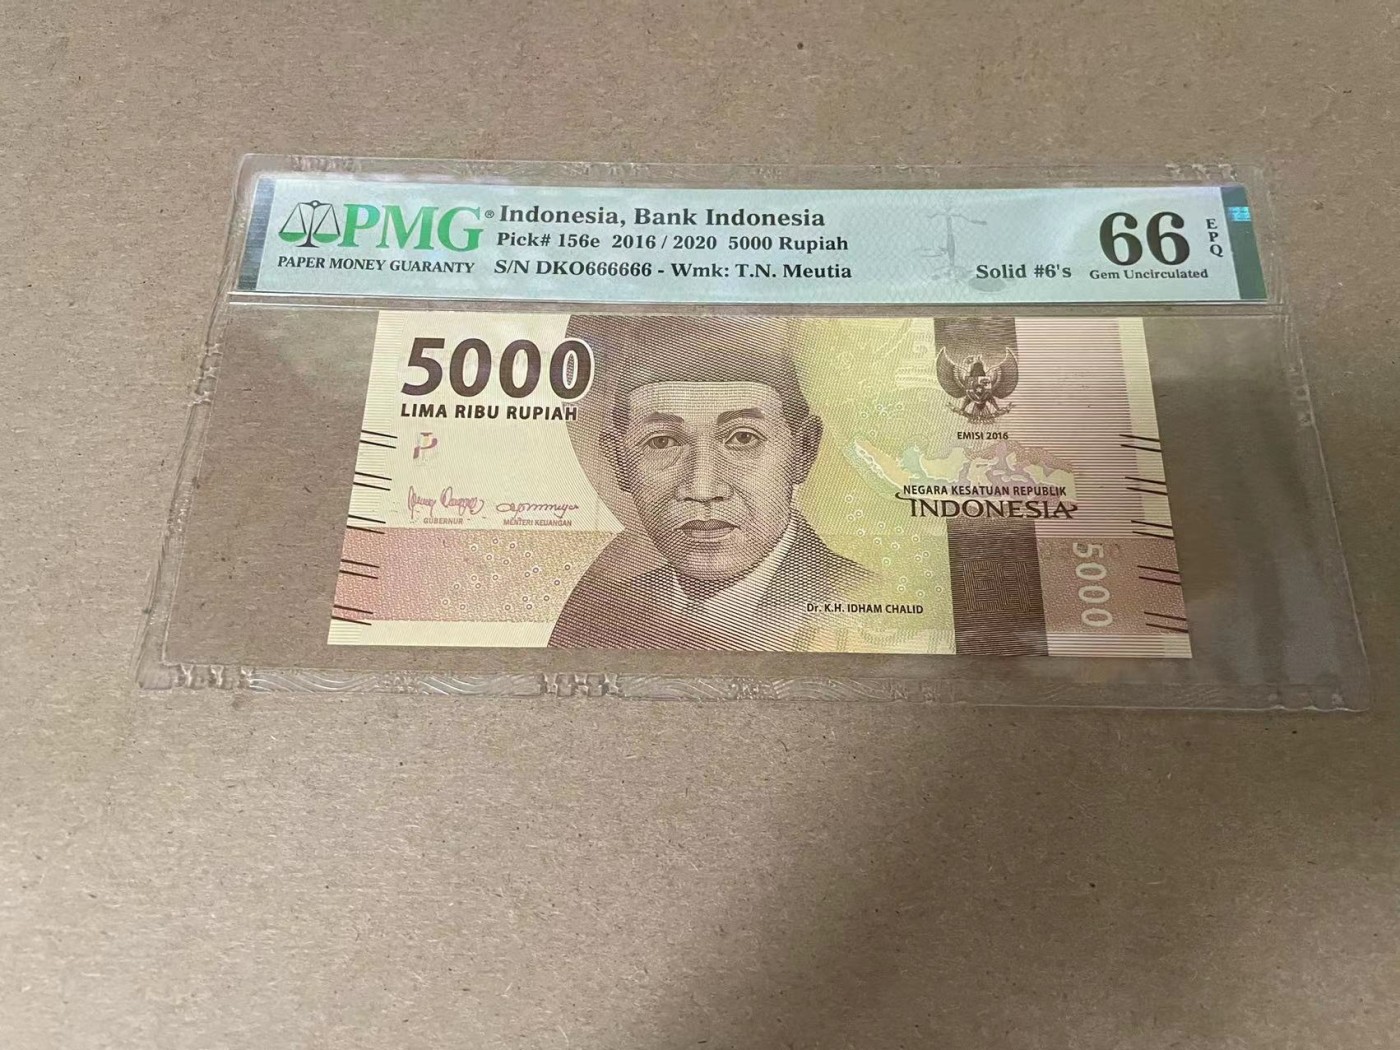 PMG®
PAPER MONEY GUARANTY
Indonesia, Bank Indonesia
Pick# 156e 2016 / 2020 5000 Rupiah
S/N DKO666666 - Wmk: T.N. Meutia
Solid #6's
66
Gem Uncirculated
EPQ
5000
LIMA RIBU RUPIAH
GUBERNUR
MENTERI KEUANGAN
EMISI 2016
NEGARA KESATUAN REPUBLIK
INDONESIA
5000
Dr. K.H. IDHAM CHALID